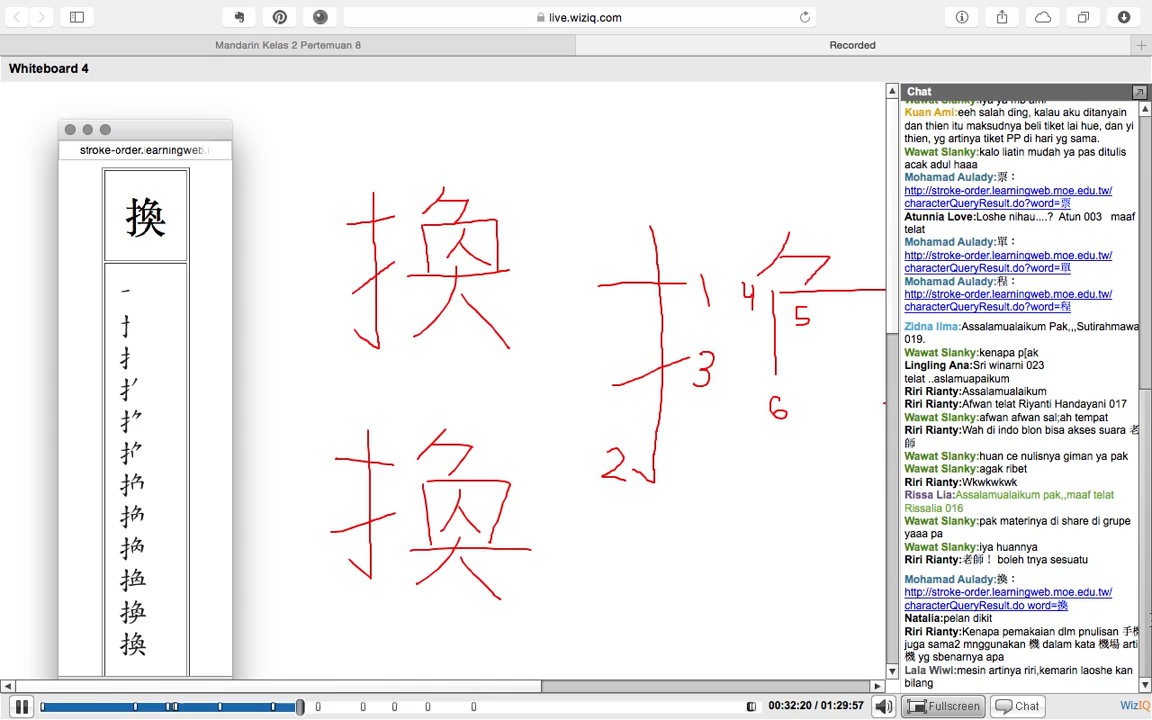 live.wiziq.com
Mandarin Kelas 2 Pertemuan 8
Recorded
Whiteboard 4
stroke-order.learningweb.
換
換
換
換
1
2
3
4
5
6
Chat
Wawat Slanky:iya ya mb ami
Kuan Ami:eeh salah ding, kalau aku ditanyain
dan thien itu maksudnya beli tiket lai hue, dan yi
thien, yg artinya tiket PP di hari yg sama.
Wawat Slanky:kalo liatin mudah ya pas ditulis
acak adul haaa
Mohamad Aulady:票：
http://stroke-order.learningweb.moe.edu.tw/
characterQueryResult.do?word=票
Atunnia Love:Loshe nihau....? Atun 003 maaf
telat
Mohamad Aulady:單：
http://stroke-order.learningweb.moe.edu.tw/
characterQueryResult.do?word=單
Mohamad Aulady:程：
http://stroke-order.learningweb.moe.edu.tw/
characterQueryResult.do?word=程
Zidna Ilma:Assalamualaikum Pak,,,Sutirahmawa
019.
Wawat Slanky:kenapa p[ak
Lingling Ana:Sri winarni 023
telat ..aslamuapaikum
Riri Rianty:Assalamualaikum
Riri Rianty:Afwan telat Riyanti Handayani 017
Wawat Slanky:afwan afwan sal;ah tempat
Riri Rianty:Wah di indo blon bisa akses suara 老
師
Wawat Slanky:huan ce nulisnya giman ya pak
Wawat Slanky:agak ribet
Riri Rianty:Wkwkwkwk
Rissa Lia:Assalamualaikum pak,,maaf telat
Rissalia 016
Wawat Slanky:pak materinya di share di grupe
yaaa pa
Wawat Slanky:iya huannya
Riri Rianty:老師！ boleh tnya sesuatu
Mohamad Aulady:換：
http://stroke-order.learningweb.moe.edu.tw/
characterQueryResult.do word=換
Natalia:pelan dikit
Riri Rianty:Kenapa pemakaian dlm pnulisan 手機
juga sama2 mnggunakan 機 dalam kata 機場 arti
機 yg sbenarnya apa
Lala Wiwi:mesin artinya riri,kemarin laoshe kan
bilang
00:32:20 / 01:29:57
Fullscreen
Chat
WizIQ